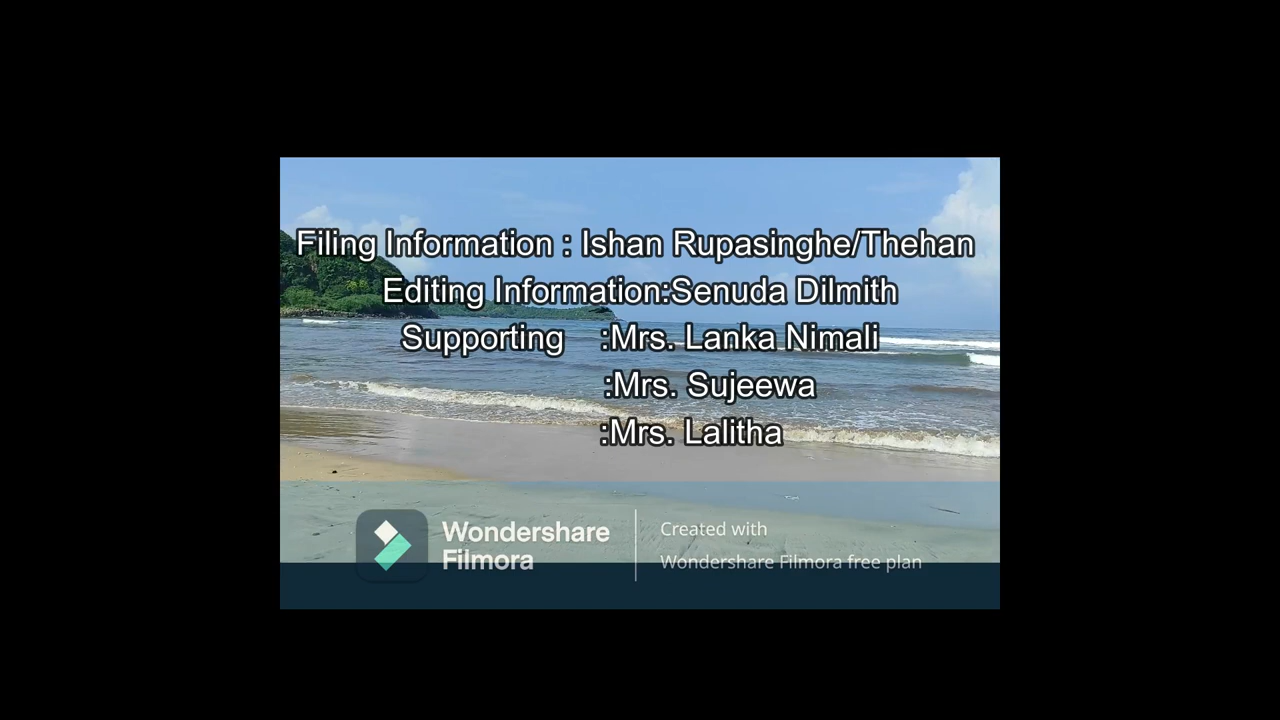 Filing Information : Ishan Rupasinghe/Thehan
Editing Information:Senuda Dilmith
Supporting :Mrs. Lanka Nimali
:Mrs. Sujeewa
:Mrs. Lalitha
Wondershare
Filmora
Created with
Wondershare Filmora free plan